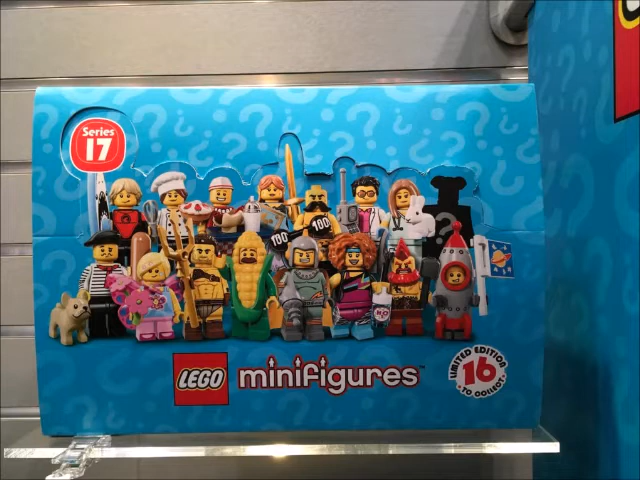 Series
17
100
100
LEGO
minifigures
LIMITED EDITION
16
TO COLLECT